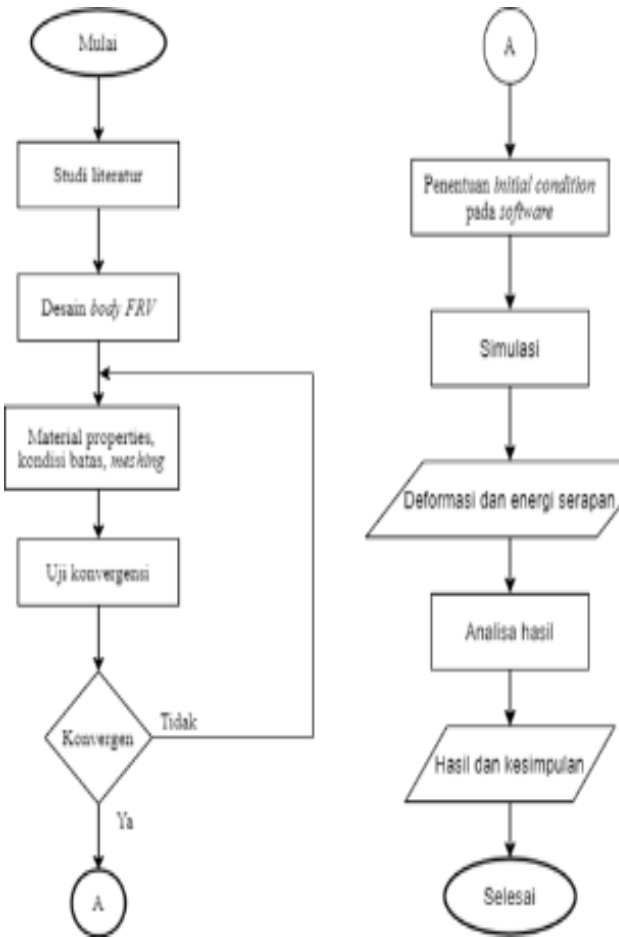 Mulai
Studi literatur
Desain body FRV
Material properties,
kondisi batas, meshing
Uji konvergensi
Konvergen
Tidak
Ya
A
A
Penentuan initial condition
pada software
Simulasi
Deformasi dan energi serapan
Analisa hasil
Hasil dan kesimpulan
Selesai